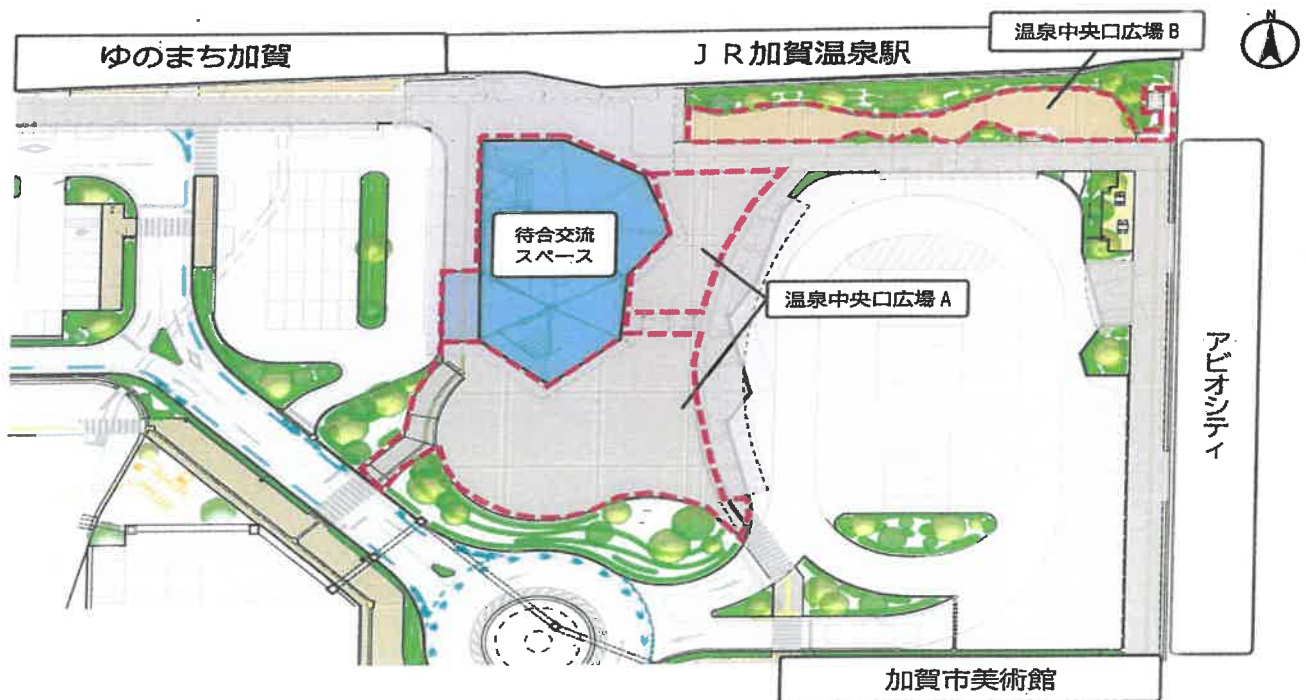 温泉中央口広場 B
N
ゆのまち加賀
ＪＲ加賀温泉駅
待合交流
スペース
温泉中央口広場 A
アビオシティ
加賀市美術館